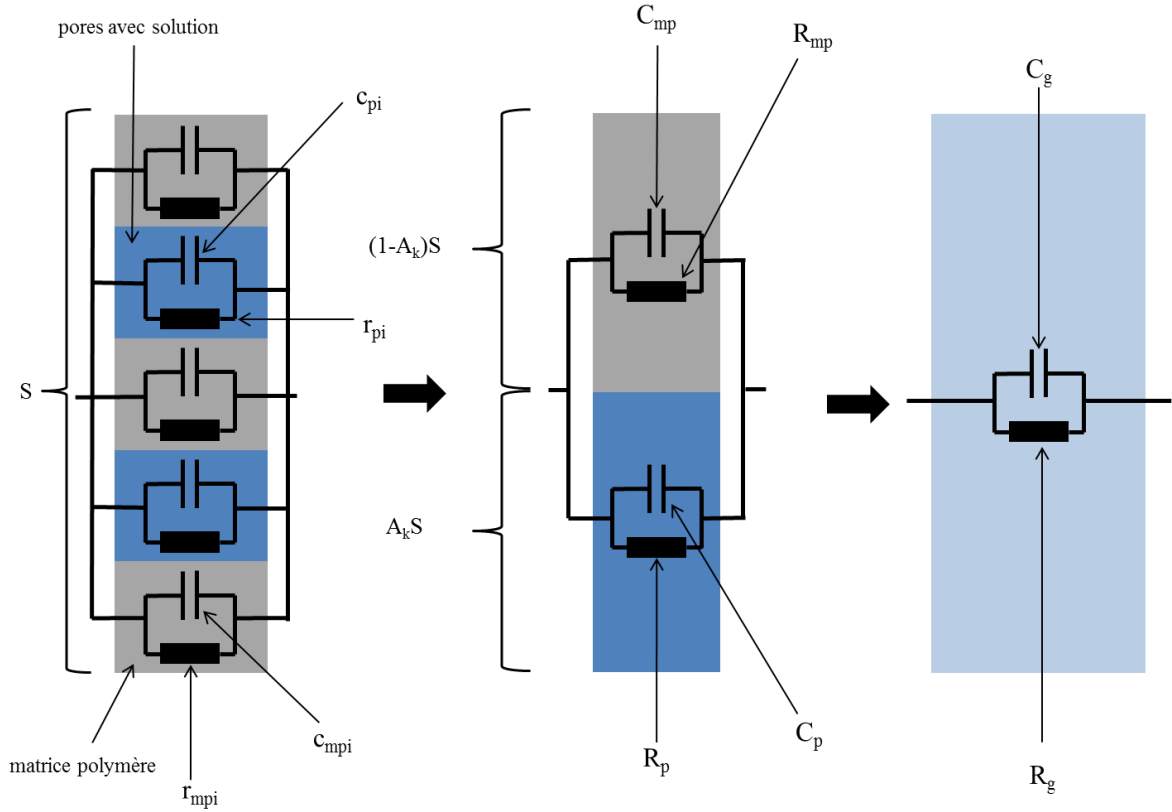 pores avec solution
c_pi
r_pi
S
c_mpi
matrice polymère
r_mpi
C_mp
R_mp
(1-A_k)S
A_kS
C_p
R_p
C_g
R_g